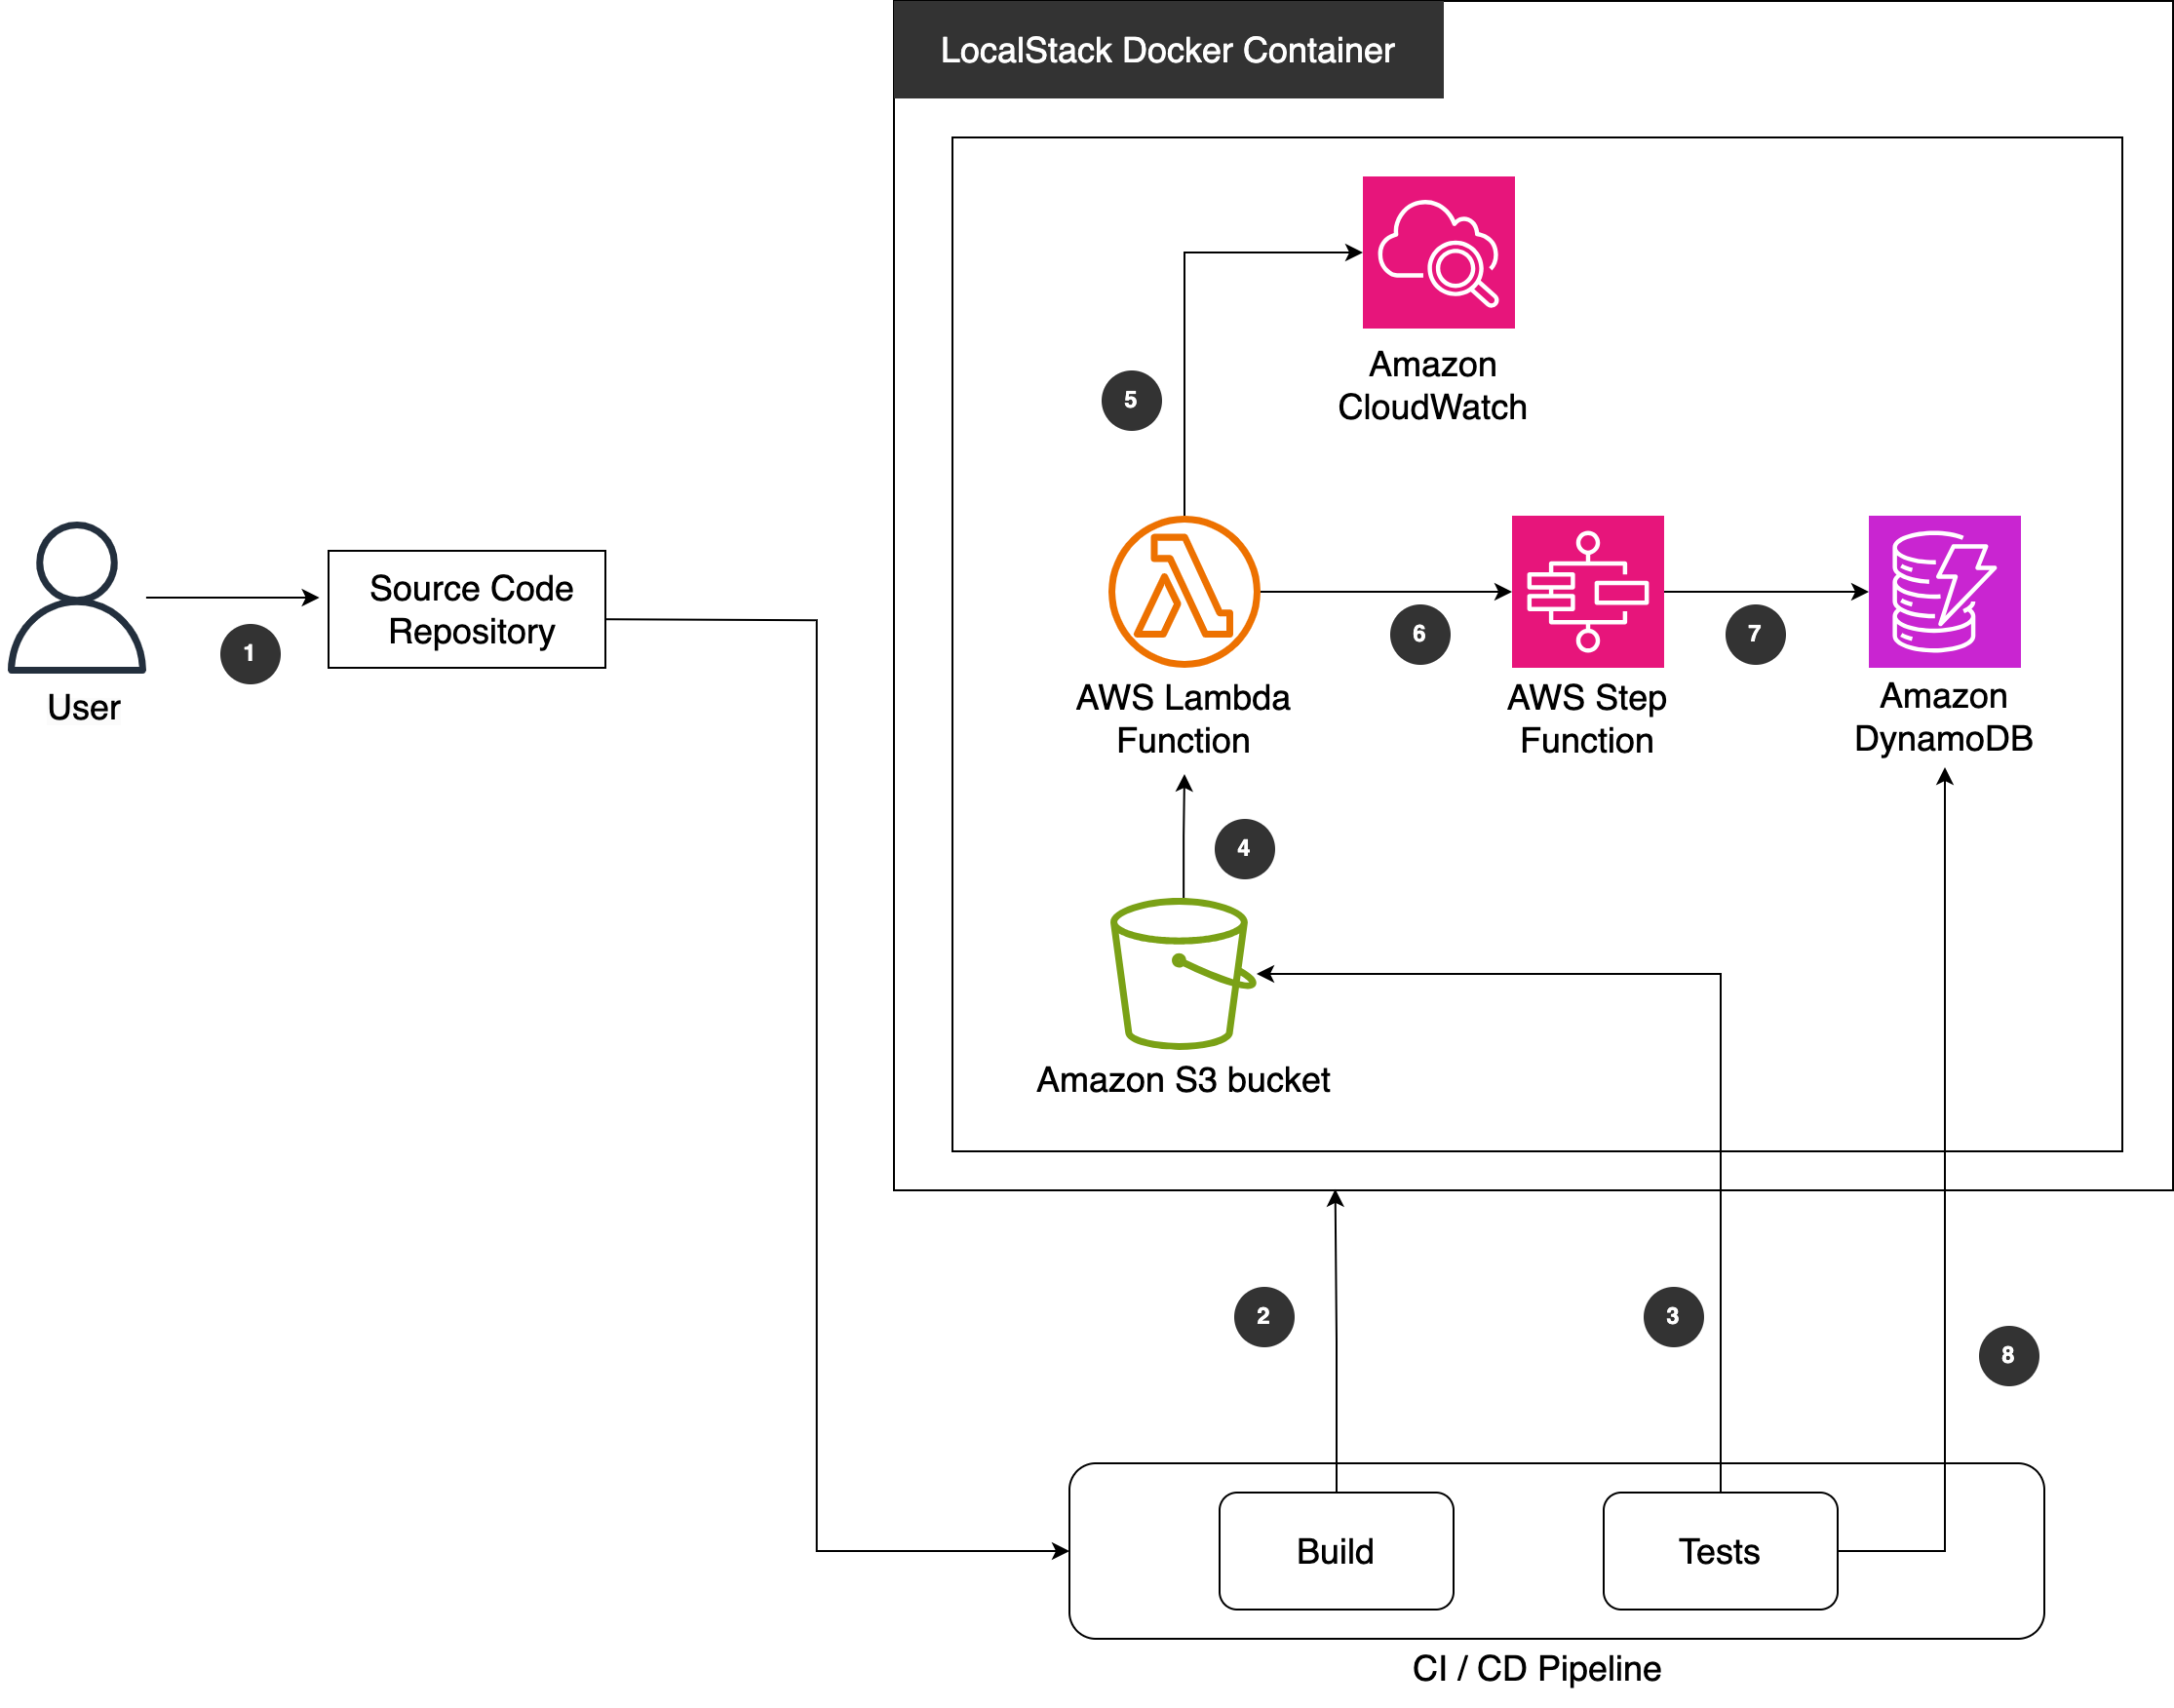 LocalStack Docker Container
Amazon
CloudWatch
5
Source Code
Repository
1
User
6
7
AWS Lambda
Function
AWS Step
Function
Amazon
DynamoDB
4
Amazon S3 bucket
2
3
8
Build
Tests
CI / CD Pipeline